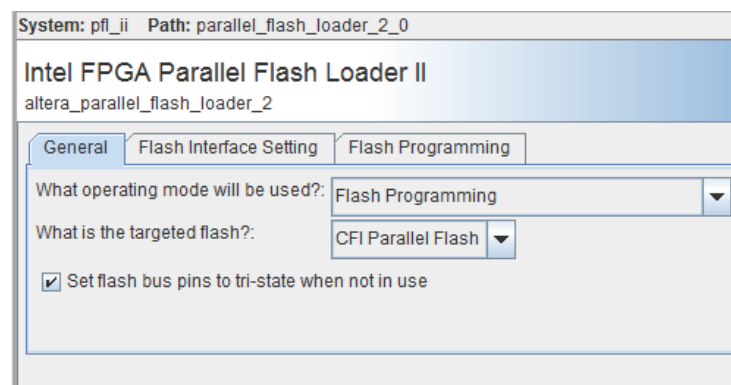 System: pfl_ii Path: parallel_flash_loader_2_0
Intel FPGA Parallel Flash Loader II
altera_parallel_flash_loader_2
General Flash Interface Setting Flash Programming
What operating mode will be used?: Flash Programming
What is the targeted flash?: CFI Parallel Flash
Set flash bus pins to tri-state when not in use